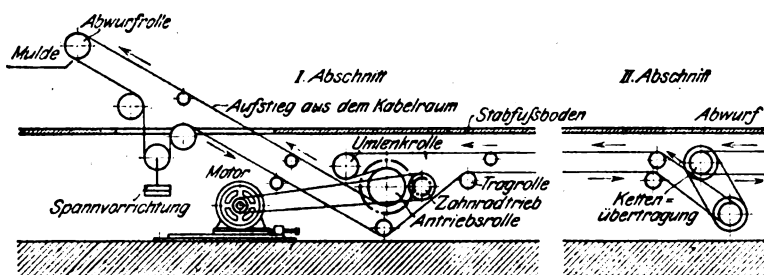 Abwurfrolle
Mulde
I. Abschnitt
II. Abschnitt
Aufstieg aus dem Kabelraum
Stabfußboden
Abwurf
Umlenkrolle
Motor
Spannvorrichtung
Tragrolle
Zahnradtrieb
Antriebsrolle
Ketten=
übertragung